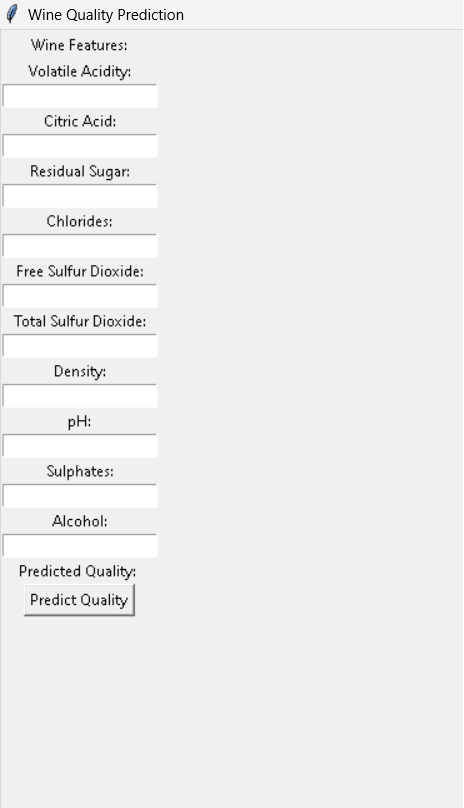 Wine Quality Prediction
Wine Features:
Volatile Acidity:
Citric Acid:
Residual Sugar:
Chlorides:
Free Sulfur Dioxide:
Total Sulfur Dioxide:
Density:
pH:
Sulphates:
Alcohol:
Predicted Quality:
Predict Quality